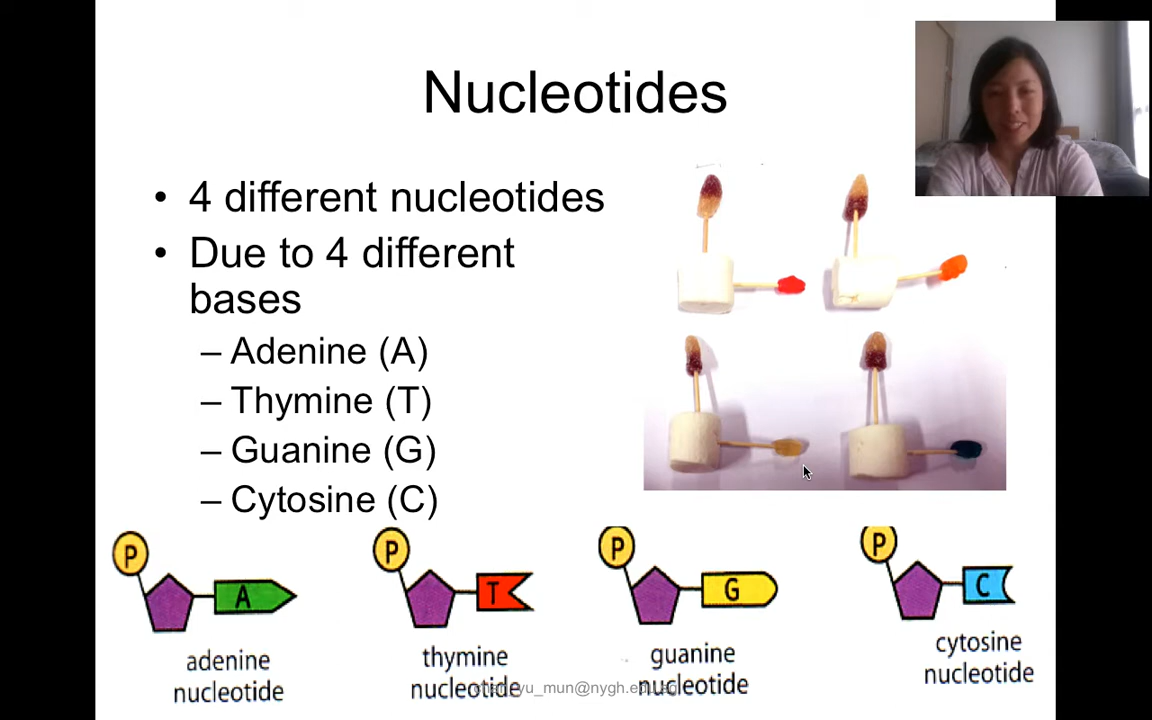 Nucleotides
• 4 different nucleotides
• Due to 4 different
bases
– Adenine (A)
– Thymine (T)
– Guanine (G)
– Cytosine (C)
P
A
adenine
nucleotide
P
T
thymine
nucleotide
P
G
guanine
nucleotide
P
C
cytosine
nucleotide